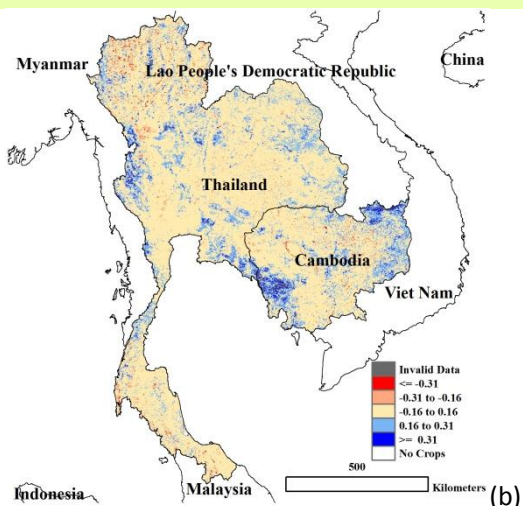 Myanmar
Lao People's Democratic Republic
China
Thailand
Cambodia
Viet Nam
Invalid Data
<= -0.31
-0.31 to -0.16
-0.16 to 0.16
0.16 to 0.31
>= 0.31
No Crops
500
Kilometers
Indonesia
Malaysia
(b)